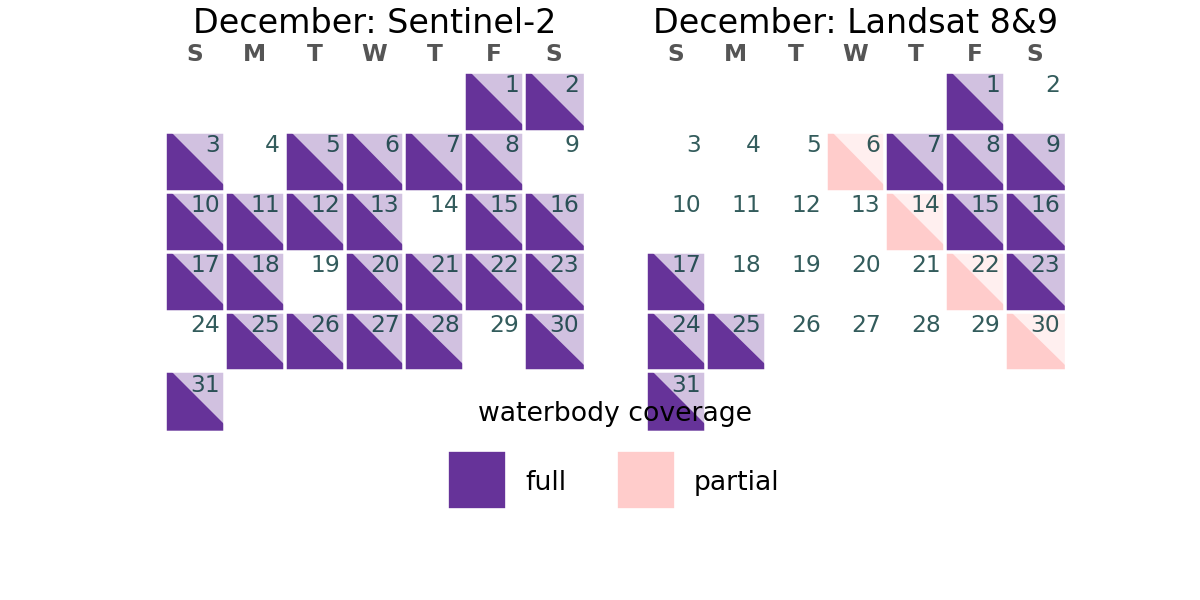 December: Sentinel-2
S M T W T F S
1 2
3 4 5 6 7 8 9
10 11 12 13 14 15 16
17 18 19 20 21 22 23
24 25 26 27 28 29 30
31
December: Landsat 8&9
S M T W T F S
1 2
3 4 5 6 7 8 9
10 11 12 13 14 15 16
17 18 19 20 21 22 23
24 25 26 27 28 29 30
31
waterbody coverage
full partial